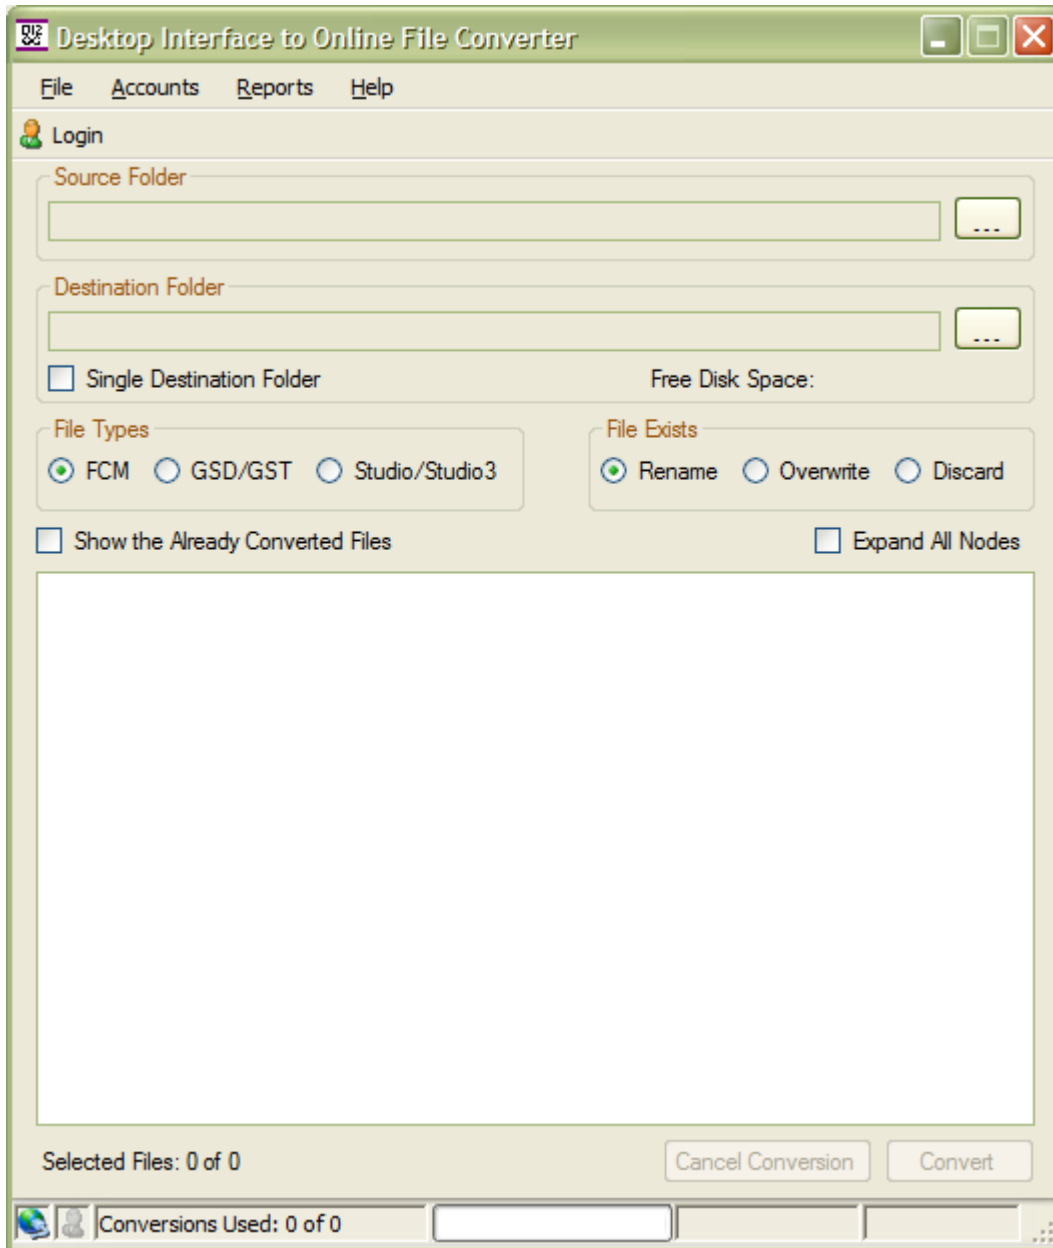 Desktop Interface to Online File Converter
File Accounts Reports Help
Login
Source Folder
...
Destination Folder
...
Single Destination Folder Free Disk Space:
File Types File Exists
FCM GSD/GST Studio/Studio3 Rename Overwrite Discard
Show the Already Converted Files Expand All Nodes
Selected Files: 0 of 0 Cancel Conversion Convert
Conversions Used: 0 of 0